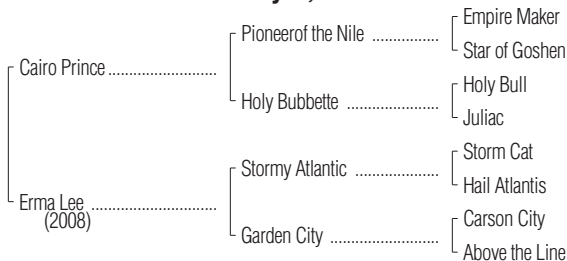 Empire Maker
Pioneerof the Nile ................
Star of Goshen
Cairo Prince ..........................
Holy Bull
Holy Bubbette .....................
Juliac
Storm Cat
Stormy Atlantic ....................
Hail Atlantis
Erma Lee ..............................
(2008)
Carson City
Garden City ..........................
Above the Line